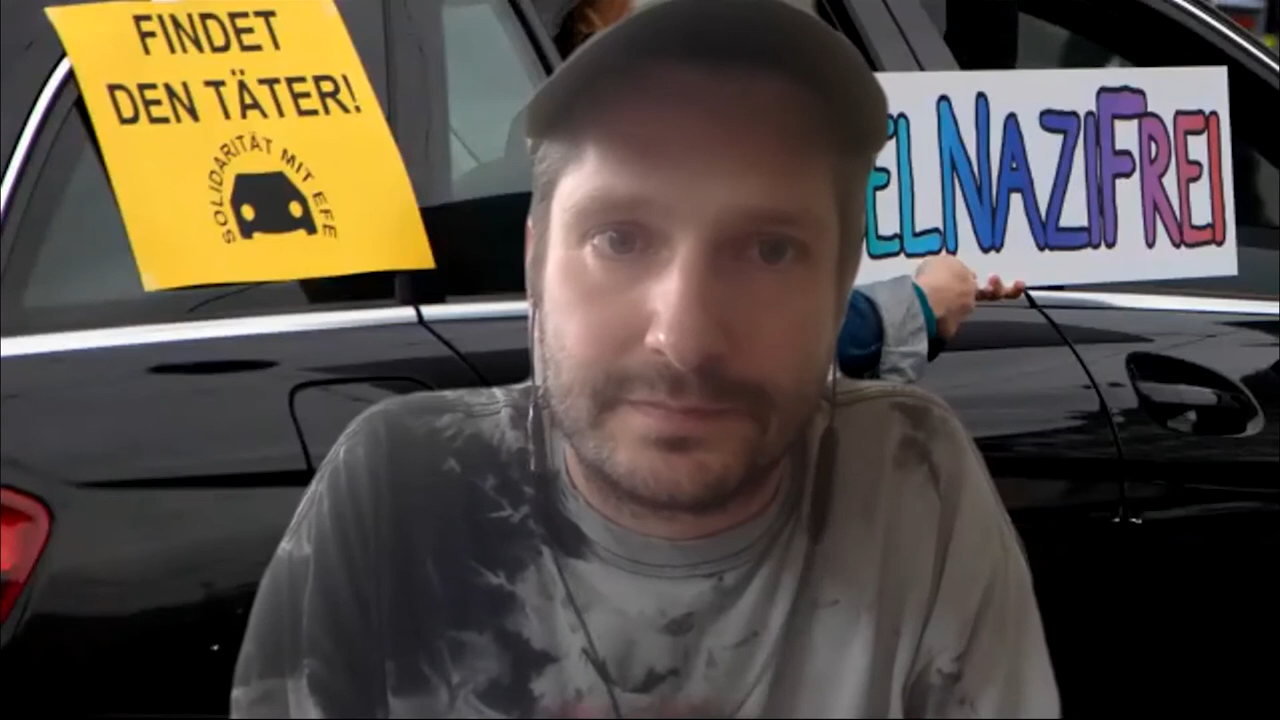 FINDET
DEN TÄTER!
SOLIDARITÄT MIT EFE
ELNAZIFREI